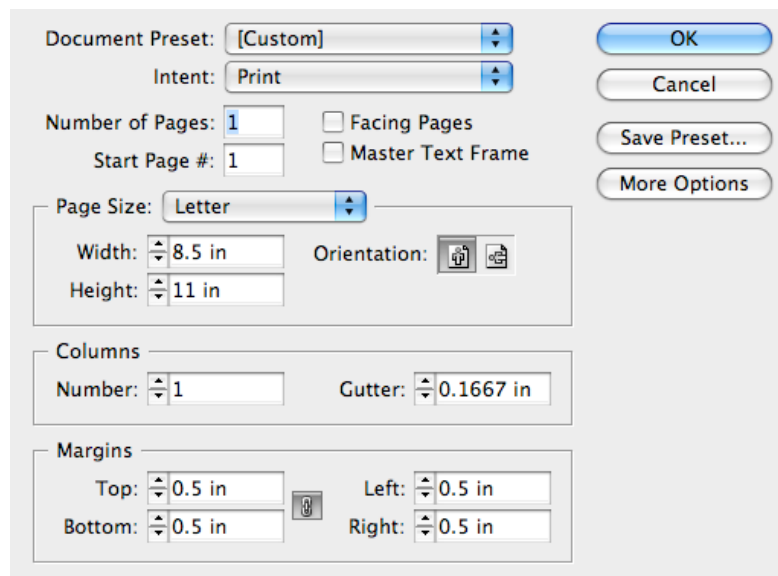 Document Preset: [Custom] OK
Intent: Print Cancel
Number of Pages: 1 Facing Pages Save Preset...
Start Page #: 1 Master Text Frame
More Options
Page Size: Letter
Width: 8.5 in Orientation:
Height: 11 in
Columns
Number: 1 Gutter: 0.1667 in
Margins
Top: 0.5 in Left: 0.5 in
Bottom: 0.5 in Right: 0.5 in